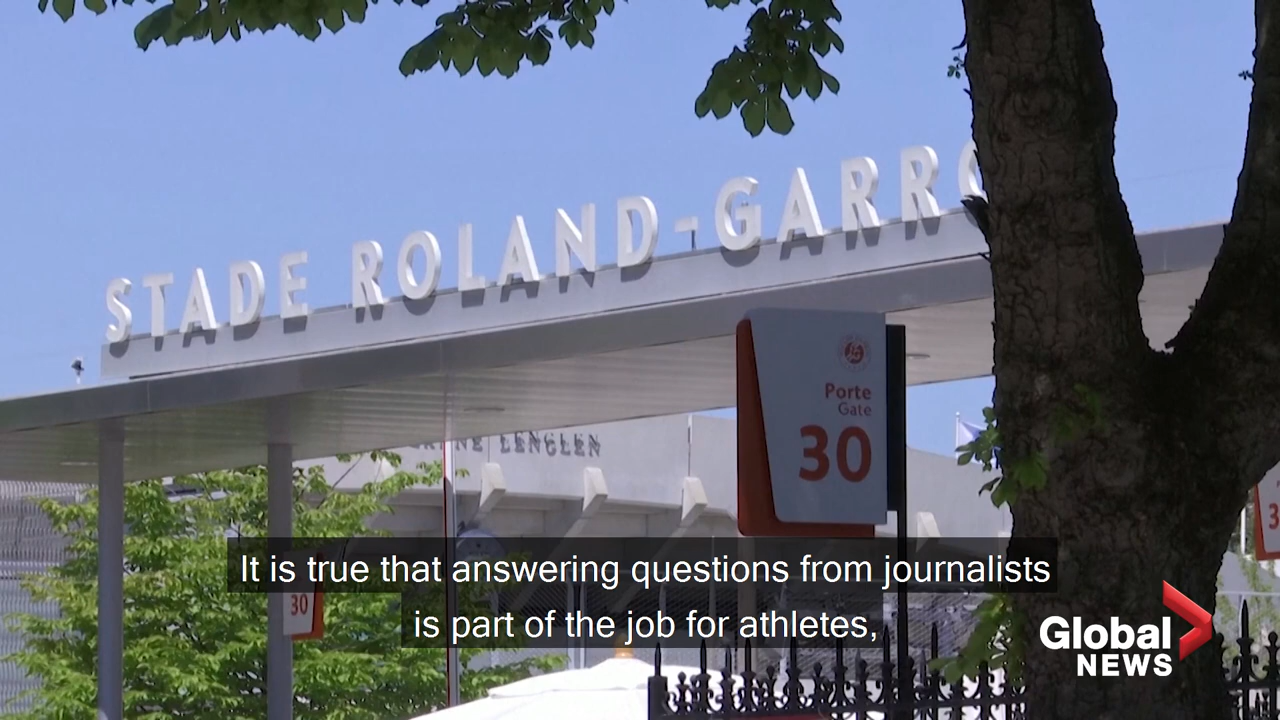 STADE ROLAND-GARRO
Porte
Gate
30
LENGLEN
30
It is true that answering questions from journalists
is part of the job for athletes,
Global
NEWS